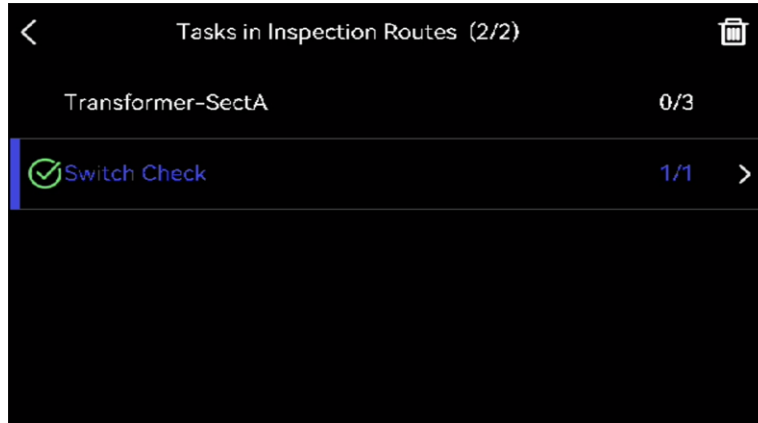 Tasks in Inspection Routes (2/2)
Transformer-SectA 0/3
Switch Check 1/1